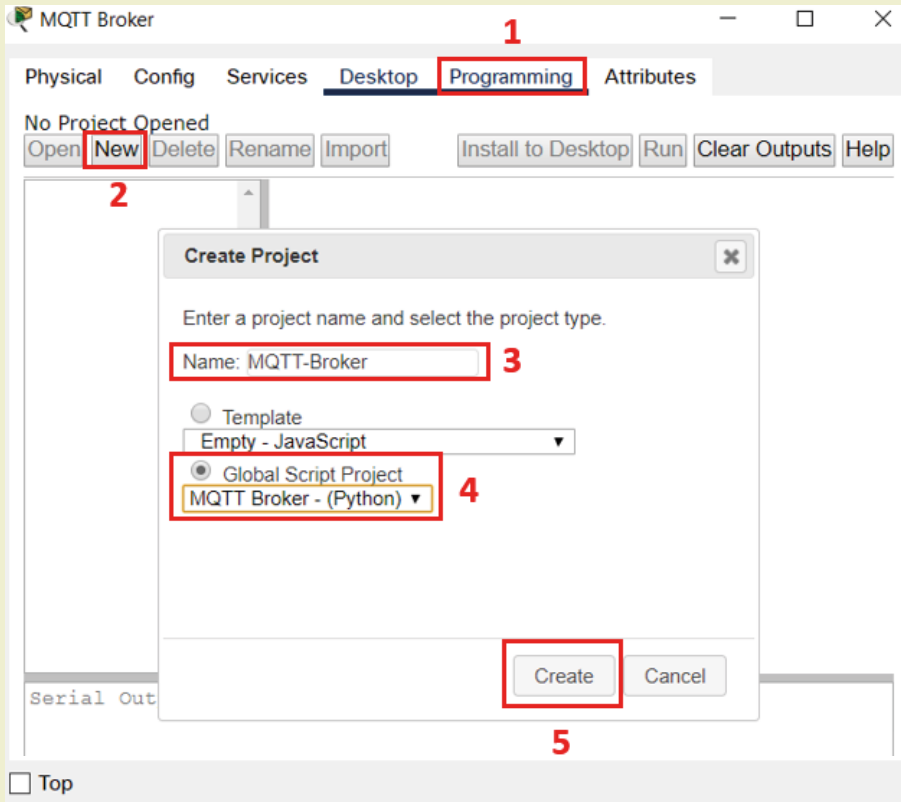 MQTT Broker
1
Physical Config Services Desktop Programming Attributes
No Project Opened
Open New Delete Rename Import Install to Desktop Run Clear Outputs Help
2
Create Project
Enter a project name and select the project type.
Name: MQTT-Broker
3
Template
Empty - JavaScript
Global Script Project
MQTT Broker - (Python)
4
Create Cancel
Serial Out
5
Top